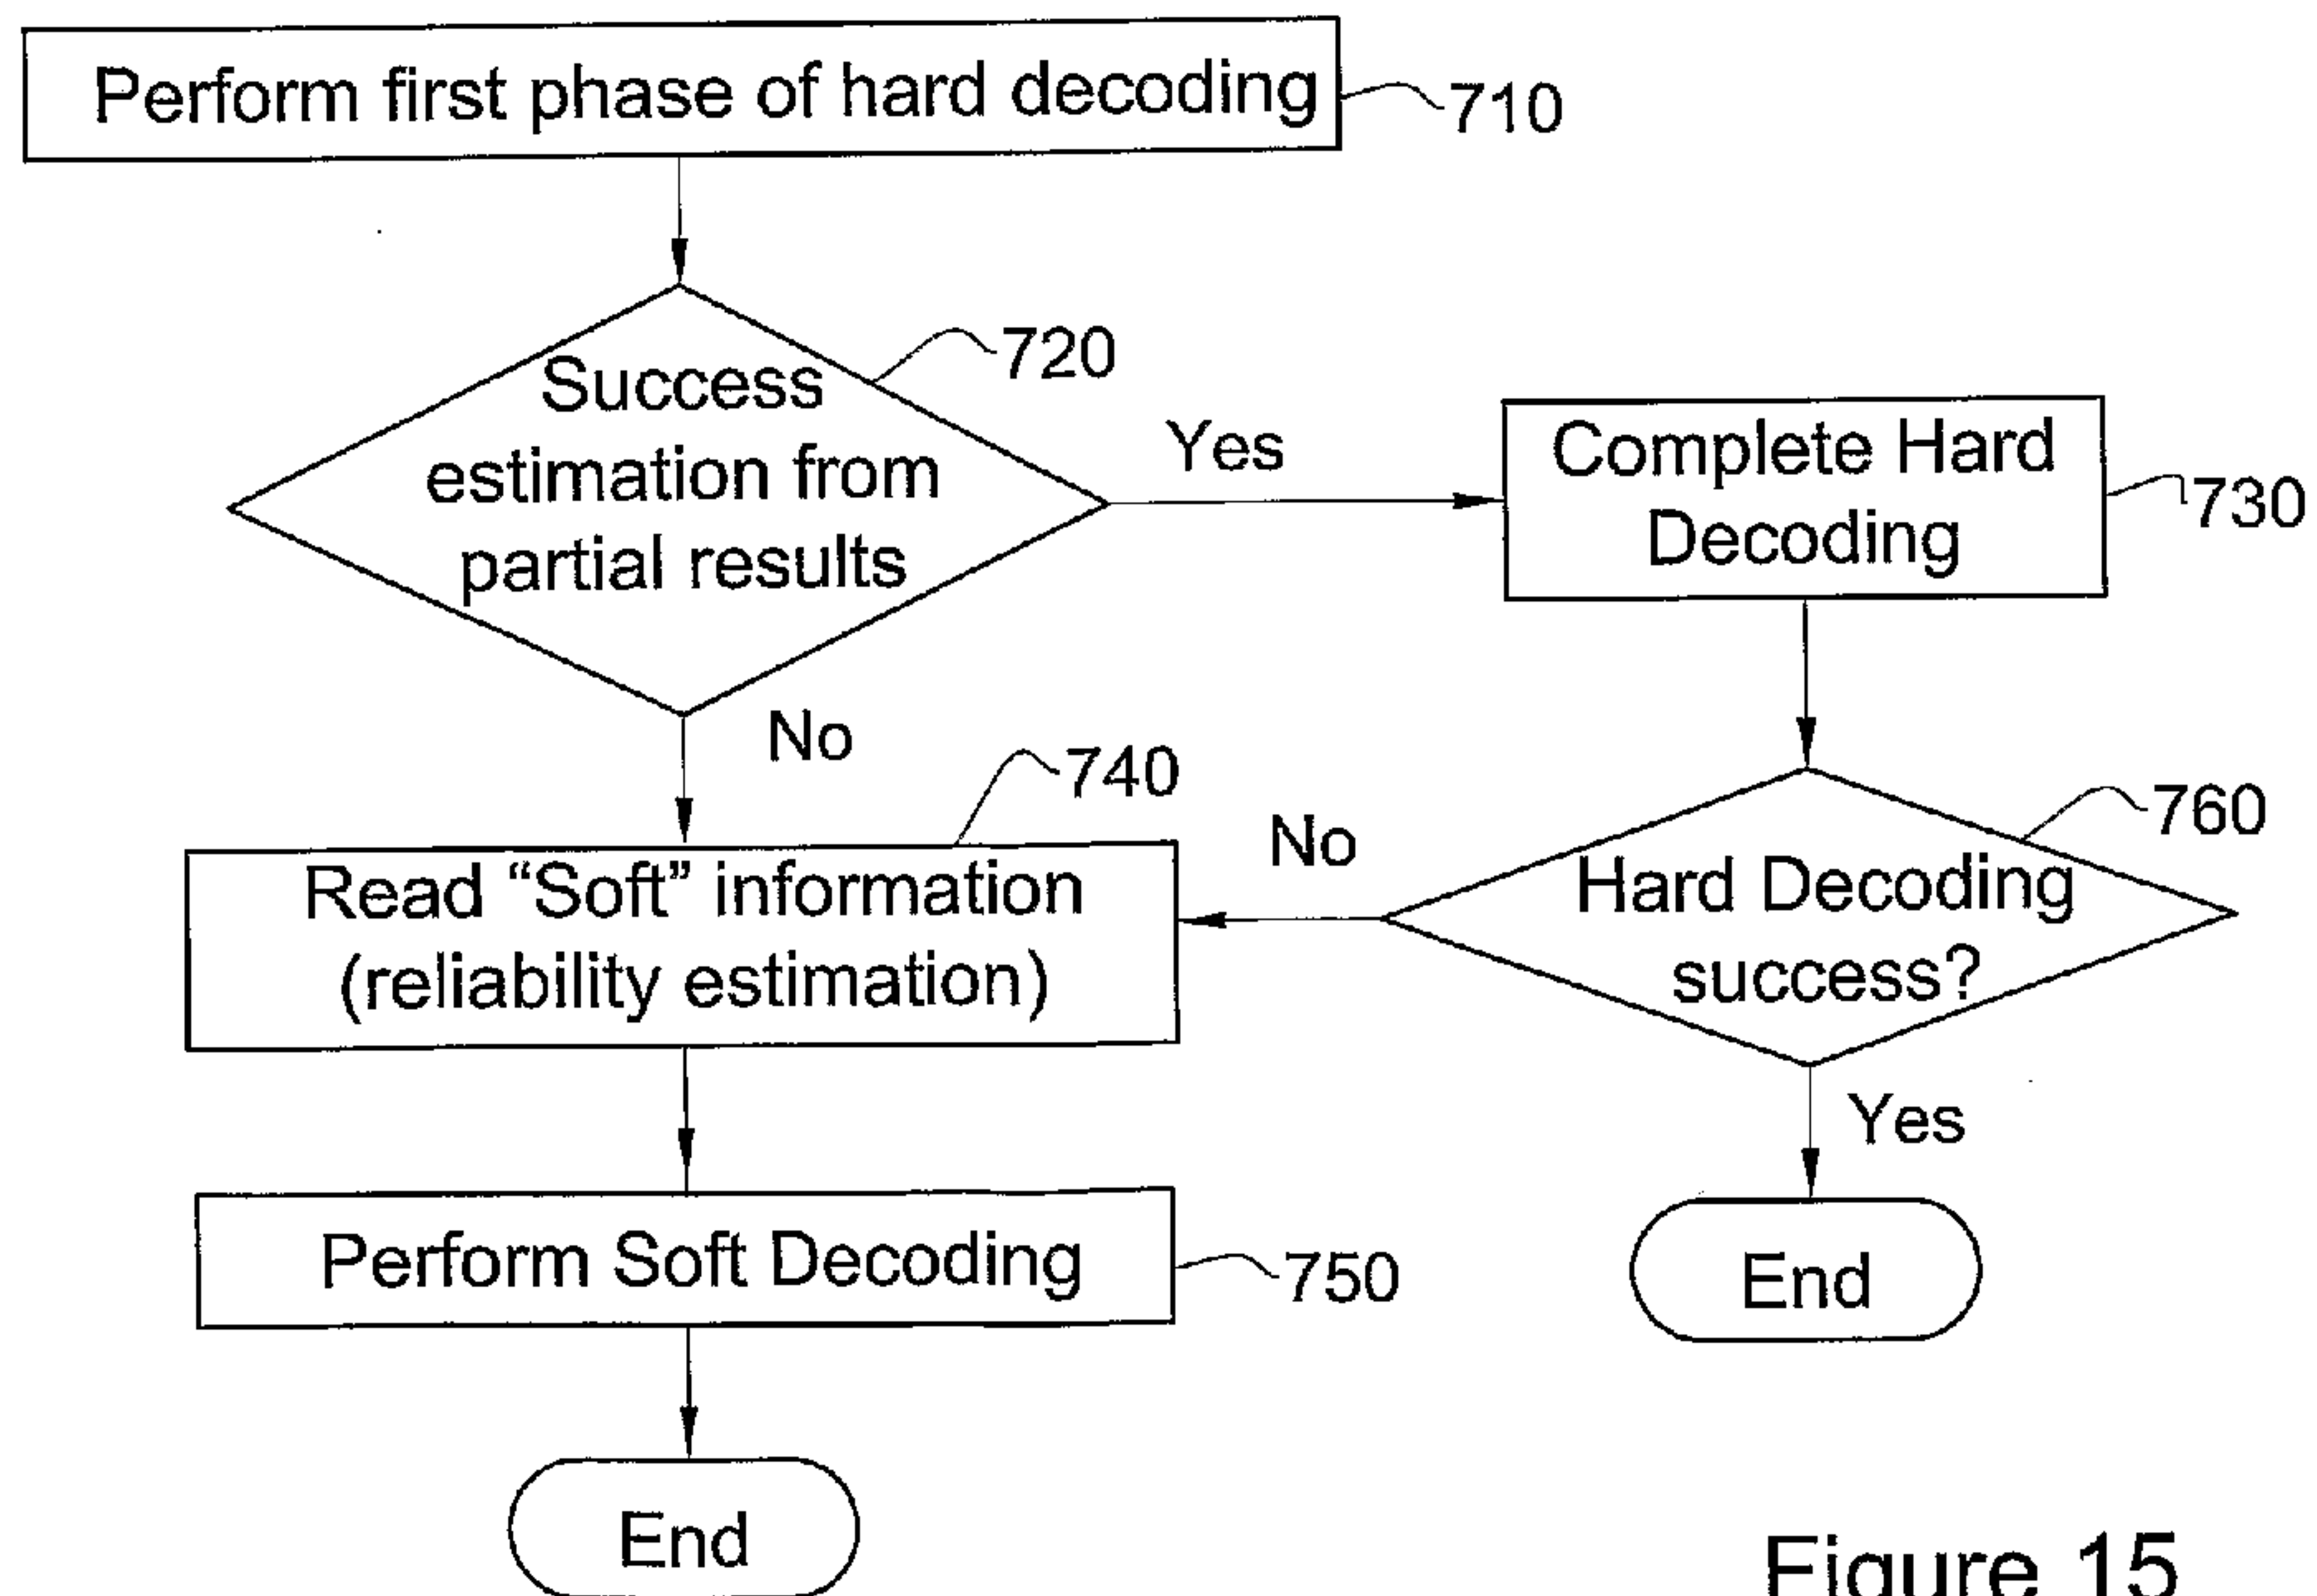 Perform first phase of hard decoding
710
Success
estimation from
partial results
720
Yes
Complete Hard
Decoding
730
No
740
Read “Soft” information
(reliability estimation)
No
Hard Decoding
success?
760
Yes
Perform Soft Decoding
750
End
End
Figure 15